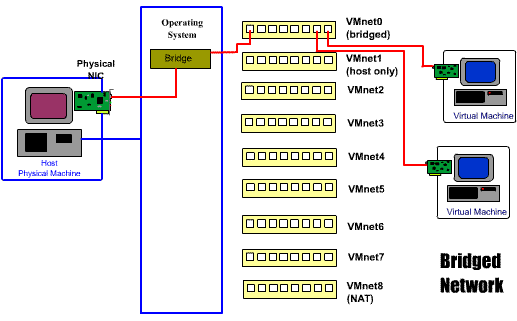 Operating
System
Bridge
Physical
NIC
Host
Physical Machine
VMnet0
(bridged)
VMnet1
(host only)
VMnet2
VMnet3
VMnet4
VMnet5
VMnet6
VMnet7
VMnet8
(NAT)
Virtual Machine
Virtual Machine
Bridged
Network